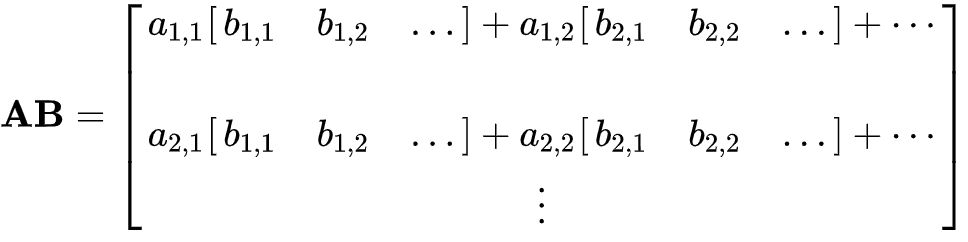 AB = [ a₁,₁[ b₁,₁ b₁,₂ … ] + a₁,₂[ b₂,₁ b₂,₂ … ] + ⋯
a₂,₁[ b₁,₁ b₁,₂ … ] + a₂,₂[ b₂,₁ b₂,₂ … ] + ⋯
⋮ ]